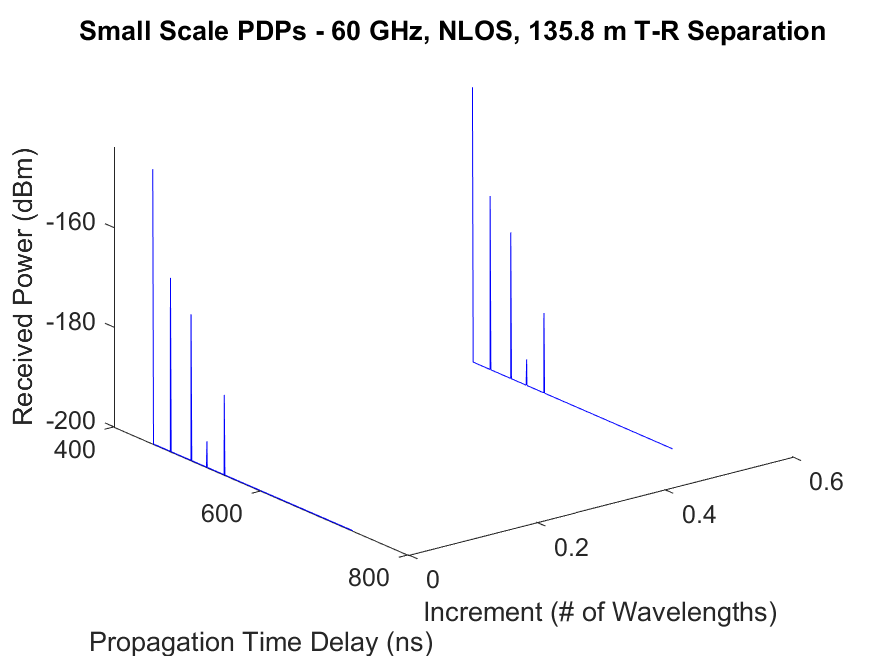 Small Scale PDPs - 60 GHz, NLOS, 135.8 m T-R Separation
Received Power (dBm)
-160
-180
-200
400
600
800
0
0.2
0.4
0.6
Increment (# of Wavelengths)
Propagation Time Delay (ns)